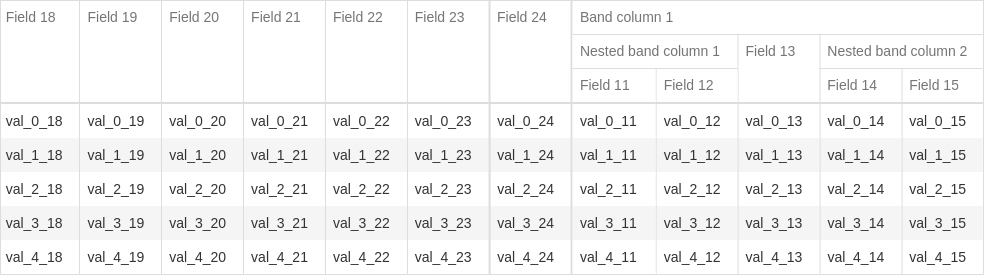 Field 18 Field 19 Field 20 Field 21 Field 22 Field 23 Field 24 Band column 1
Nested band column 1 Field 13 Nested band column 2
Field 11 Field 12 Field 14 Field 15
val_0_18 val_0_19 val_0_20 val_0_21 val_0_22 val_0_23 val_0_24 val_0_11 val_0_12 val_0_13 val_0_14 val_0_15
val_1_18 val_1_19 val_1_20 val_1_21 val_1_22 val_1_23 val_1_24 val_1_11 val_1_12 val_1_13 val_1_14 val_1_15
val_2_18 val_2_19 val_2_20 val_2_21 val_2_22 val_2_23 val_2_24 val_2_11 val_2_12 val_2_13 val_2_14 val_2_15
val_3_18 val_3_19 val_3_20 val_3_21 val_3_22 val_3_23 val_3_24 val_3_11 val_3_12 val_3_13 val_3_14 val_3_15
val_4_18 val_4_19 val_4_20 val_4_21 val_4_22 val_4_23 val_4_24 val_4_11 val_4_12 val_4_13 val_4_14 val_4_15